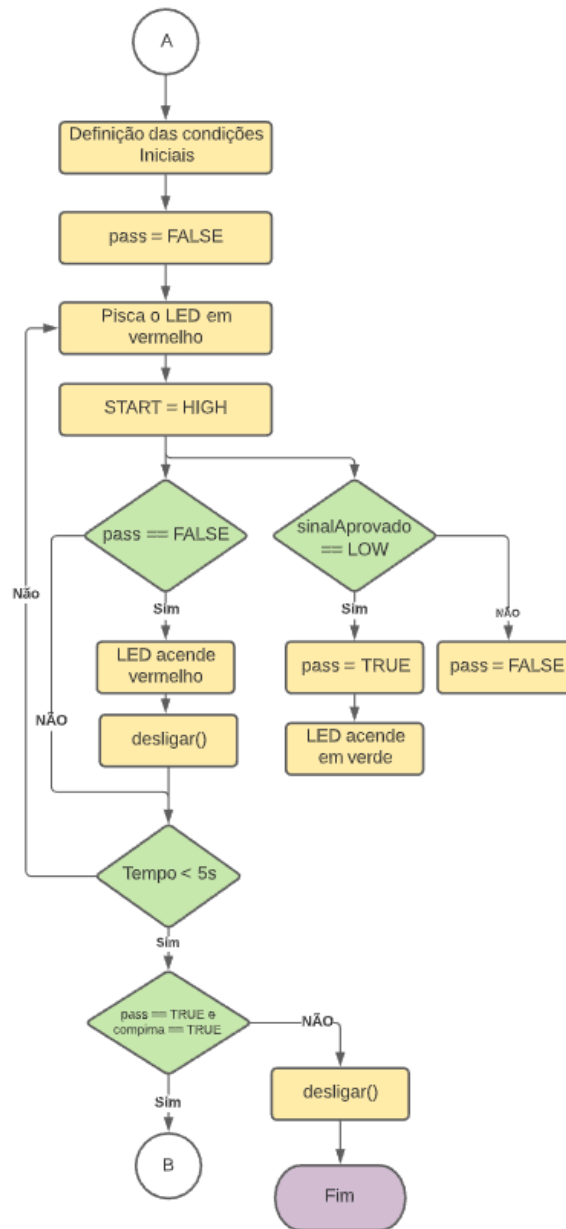 A
Definição das condições
Iniciais
pass = FALSE
Pisca o LED em
vermelho
START = HIGH
pass == FALSE
sinalAprovado
== LOW
Não
Sim
Sim
NÃO
LED acende
vermelho
pass = TRUE
pass = FALSE
NÃO
desligar()
LED acende
em verde
Tempo < 5s
Sim
pass == TRUE e
compima == TRUE
NÃO
Sim
desligar()
B
Fim